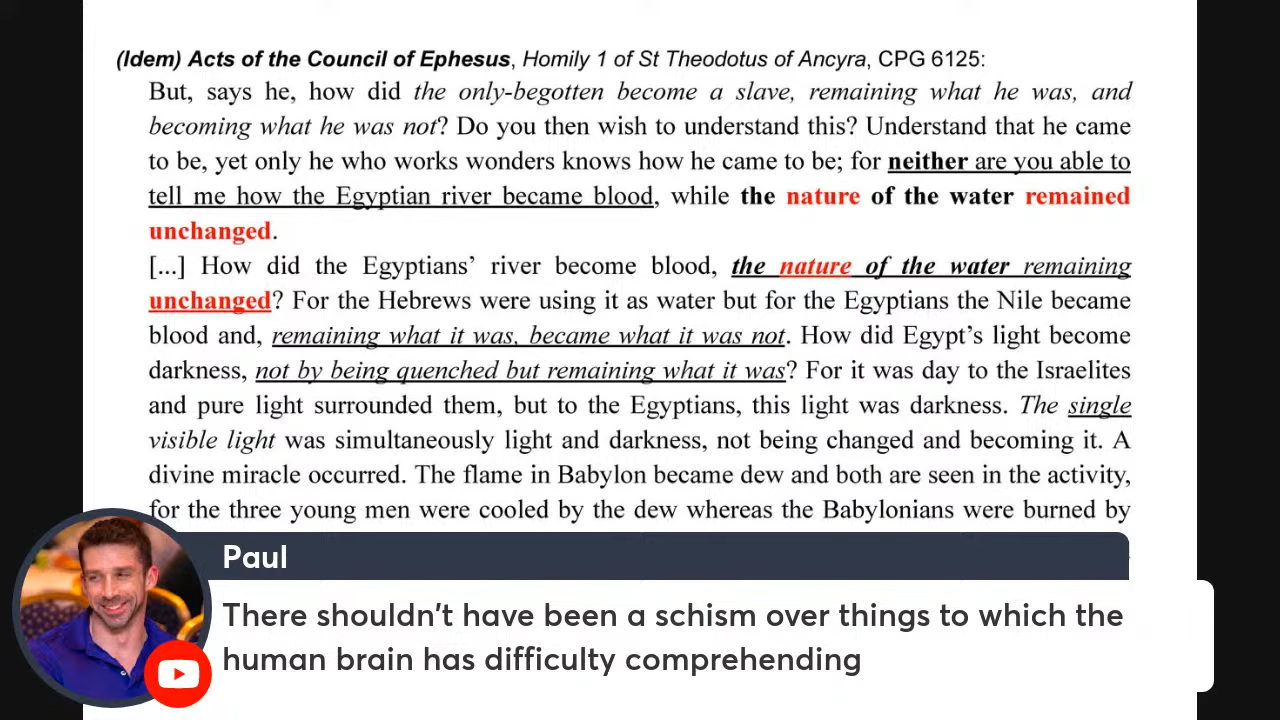 (Idem) Acts of the Council of Ephesus, Homily 1 of St Theodotus of Ancyra, CPG 6125:
But, says he, how did the only-begotten become a slave, remaining what he was, and
becoming what he was not? Do you then wish to understand this? Understand that he came
to be, yet only he who works wonders knows how he came to be; for neither are you able to
tell me how the Egyptian river became blood, while the nature of the water remained
unchanged.
[...] How did the Egyptians’ river become blood, the nature of the water remaining
unchanged? For the Hebrews were using it as water but for the Egyptians the Nile became
blood and, remaining what it was, became what it was not. How did Egypt’s light become
darkness, not by being quenched but remaining what it was? For it was day to the Israelites
and pure light surrounded them, but to the Egyptians, this light was darkness. The single
visible light was simultaneously light and darkness, not being changed and becoming it. A
divine miracle occurred. The flame in Babylon became dew and both are seen in the activity,
for the three young men were cooled by the dew whereas the Babylonians were burned by
Paul
There shouldn't have been a schism over things to which the
human brain has difficulty comprehending